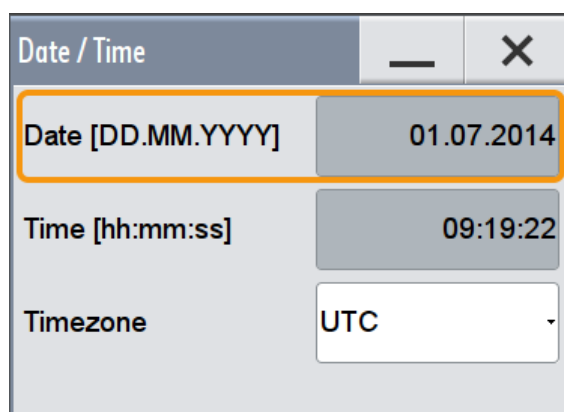 Date / Time
Date [DD.MM.YYYY] 01.07.2014
Time [hh:mm:ss] 09:19:22
Timezone UTC